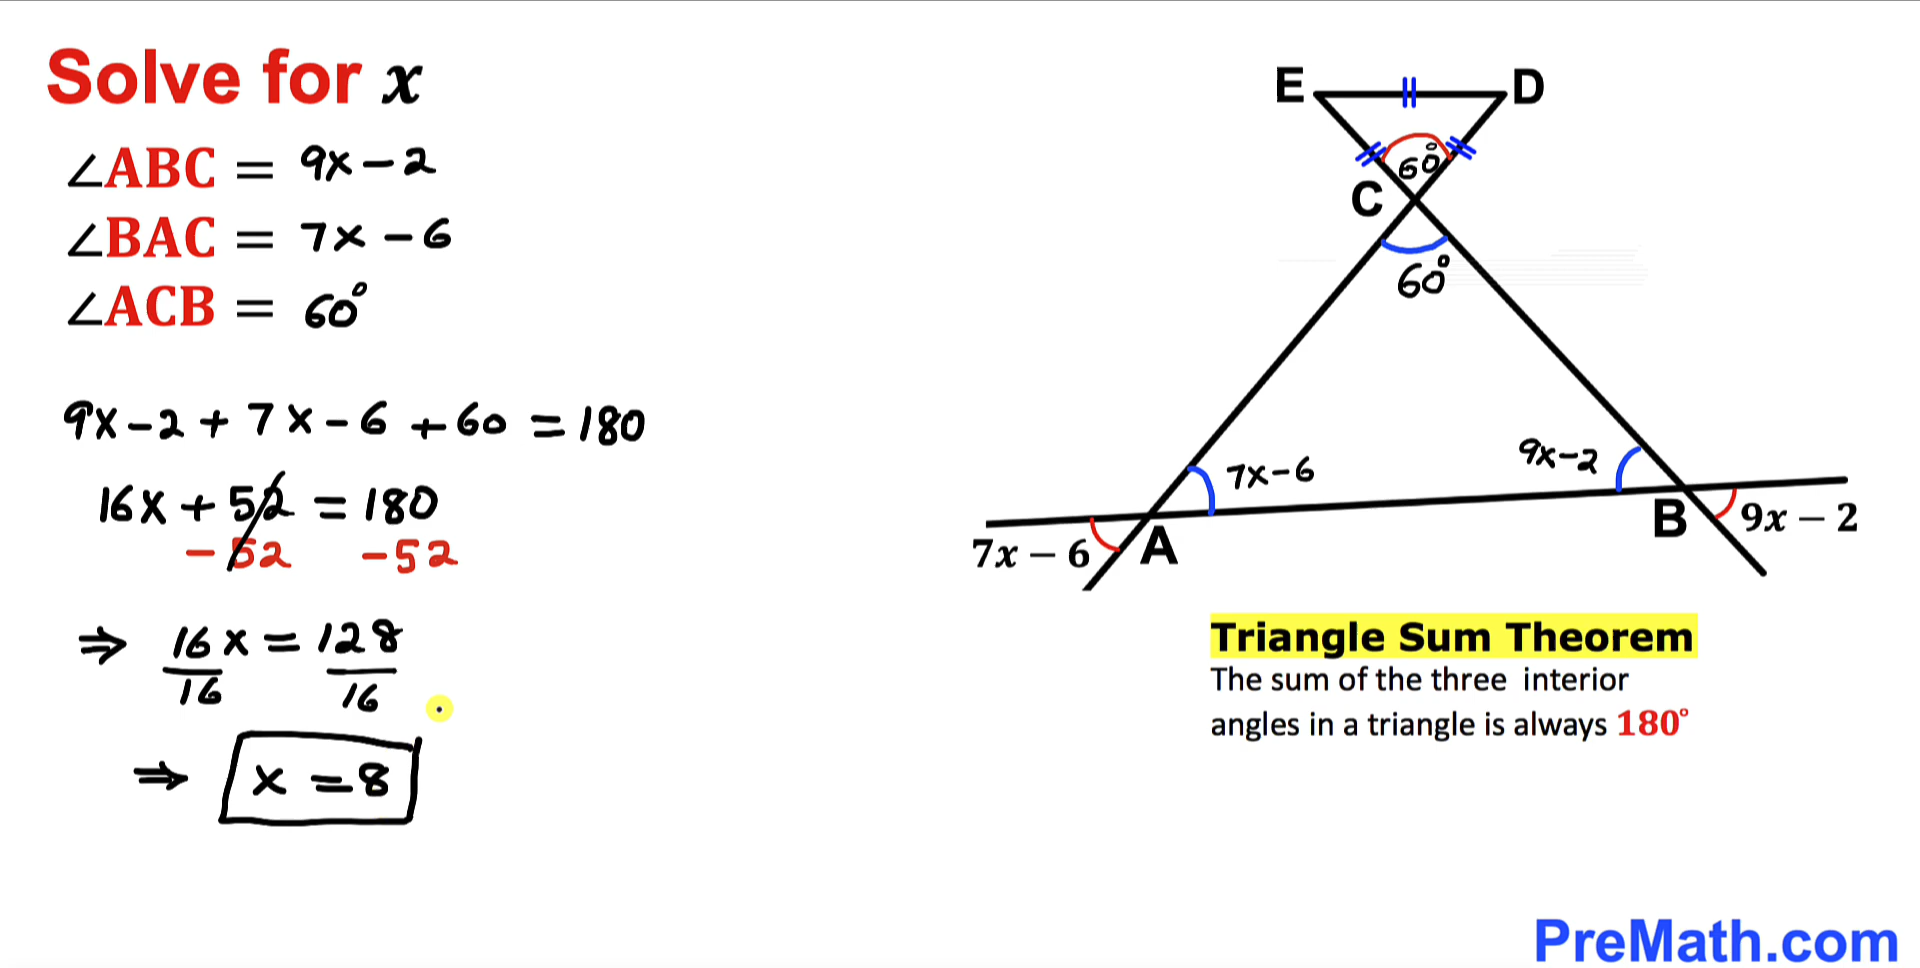 Solve for x
∠ABC = 9x − 2
∠BAC = 7x − 6
∠ACB = 60°
9x − 2 + 7x − 6 + 60 = 180
16x + 52 = 180
− 52 −52
⇒ 16x = 128
16 16
⇒ x = 8
E D
60°
C
60°
7x−6
9x−2
7x − 6 A
B 9x − 2
Triangle Sum Theorem
The sum of the three interior
angles in a triangle is always 180°
PreMath.com